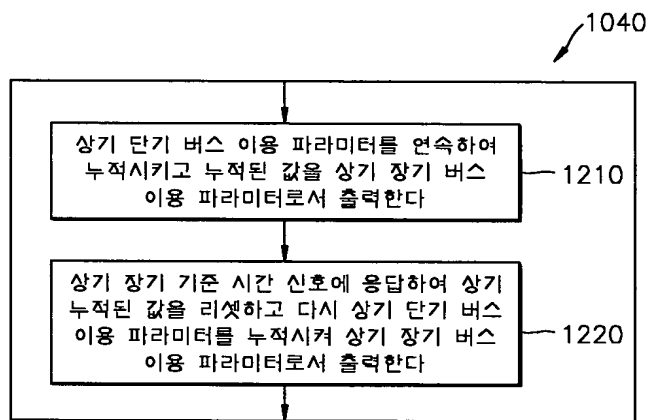 1040
상기 단기 버스 이용 파라미터를 연속하여
누적시키고 누적된 값을 상기 장기 버스
이용 파라미터로서 출력한다
1210
상기 장기 기준 시간 신호에 응답하여 상기
누적된 값을 리셋하고 다시 상기 단기 버스
이용 파라미터를 누적시켜 상기 장기 버스
이용 파라미터로서 출력한다
1220